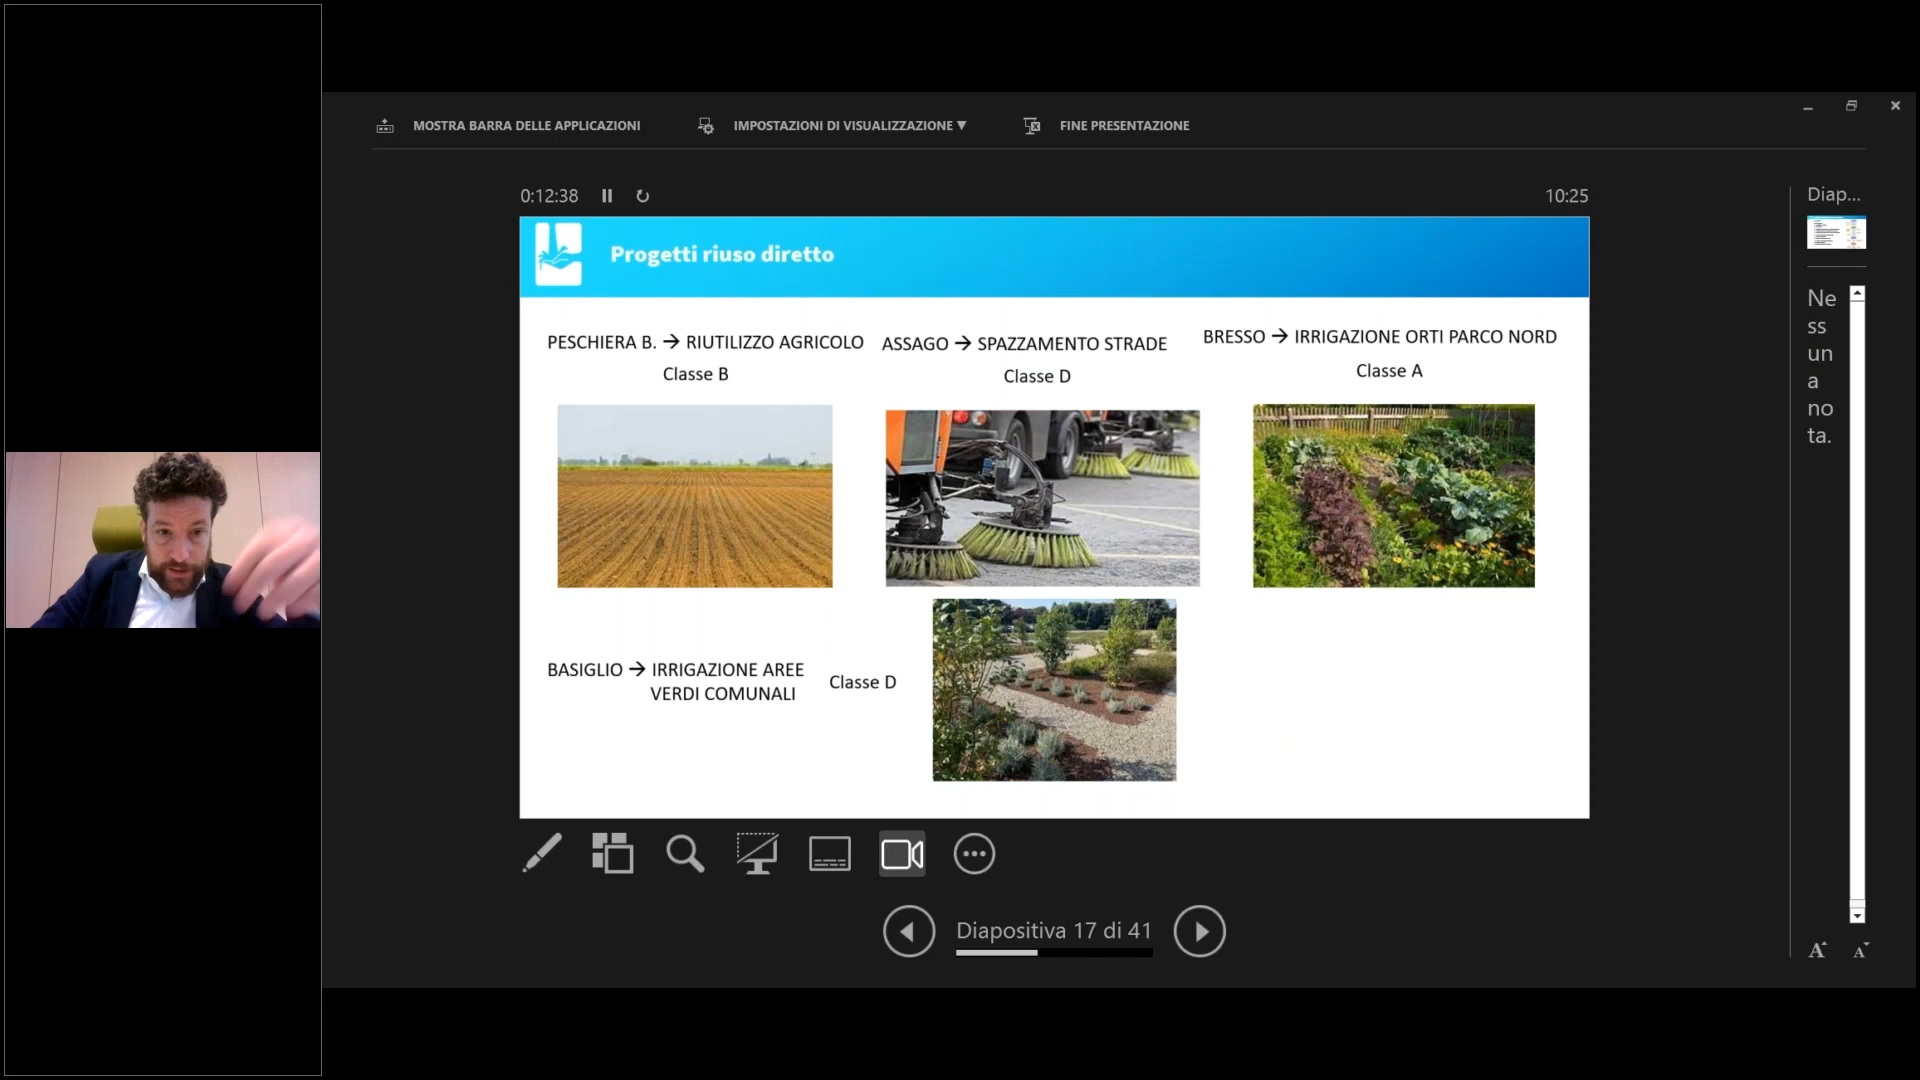 MOSTRA BARRA DELLE APPLICAZIONI
IMPOSTAZIONI DI VISUALIZZAZIONE ▼
FINE PRESENTAZIONE
0:12:38
10:25
Diap...
Progetti riuso diretto
PESCHIERA B. → RIUTILIZZO AGRICOLO
Classe B
ASSAGO → SPAZZAMENTO STRADE
Classe D
BRESSO → IRRIGAZIONE ORTI PARCO NORD
Classe A
BASIGLIO → IRRIGAZIONE AREE
VERDI COMUNALI
Classe D
Ne
ss
un
a
no
ta.
Diapositiva 17 di 41
A A